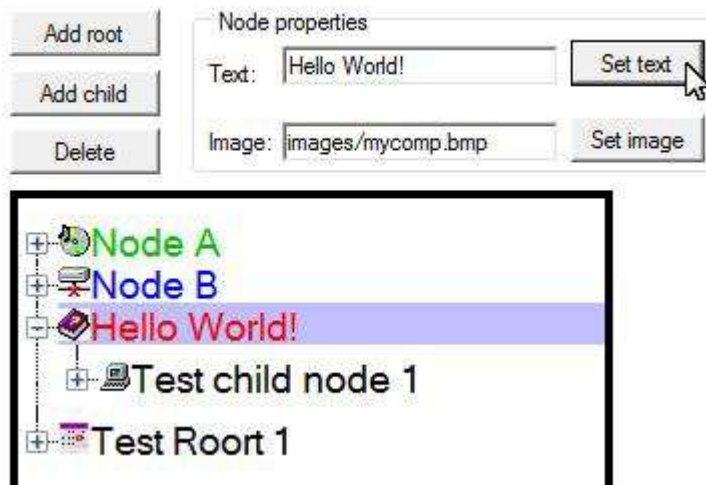 Add root
Add child
Delete
Node properties
Text: Hello World! Set text
Image: images/mycomp.bmp Set image
Node A
Node B
Hello World!
Test child node 1
Test Roort 1